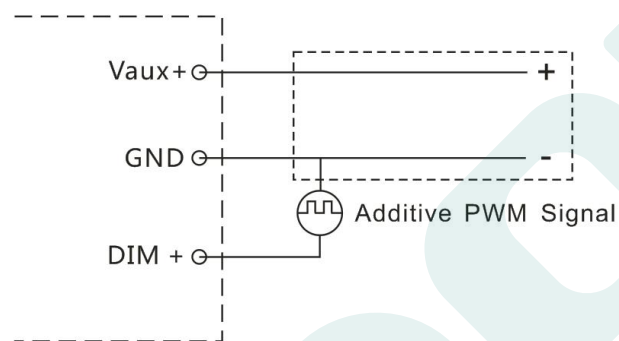 Vaux+
+
GND
-
Additive PWM Signal
DIM +